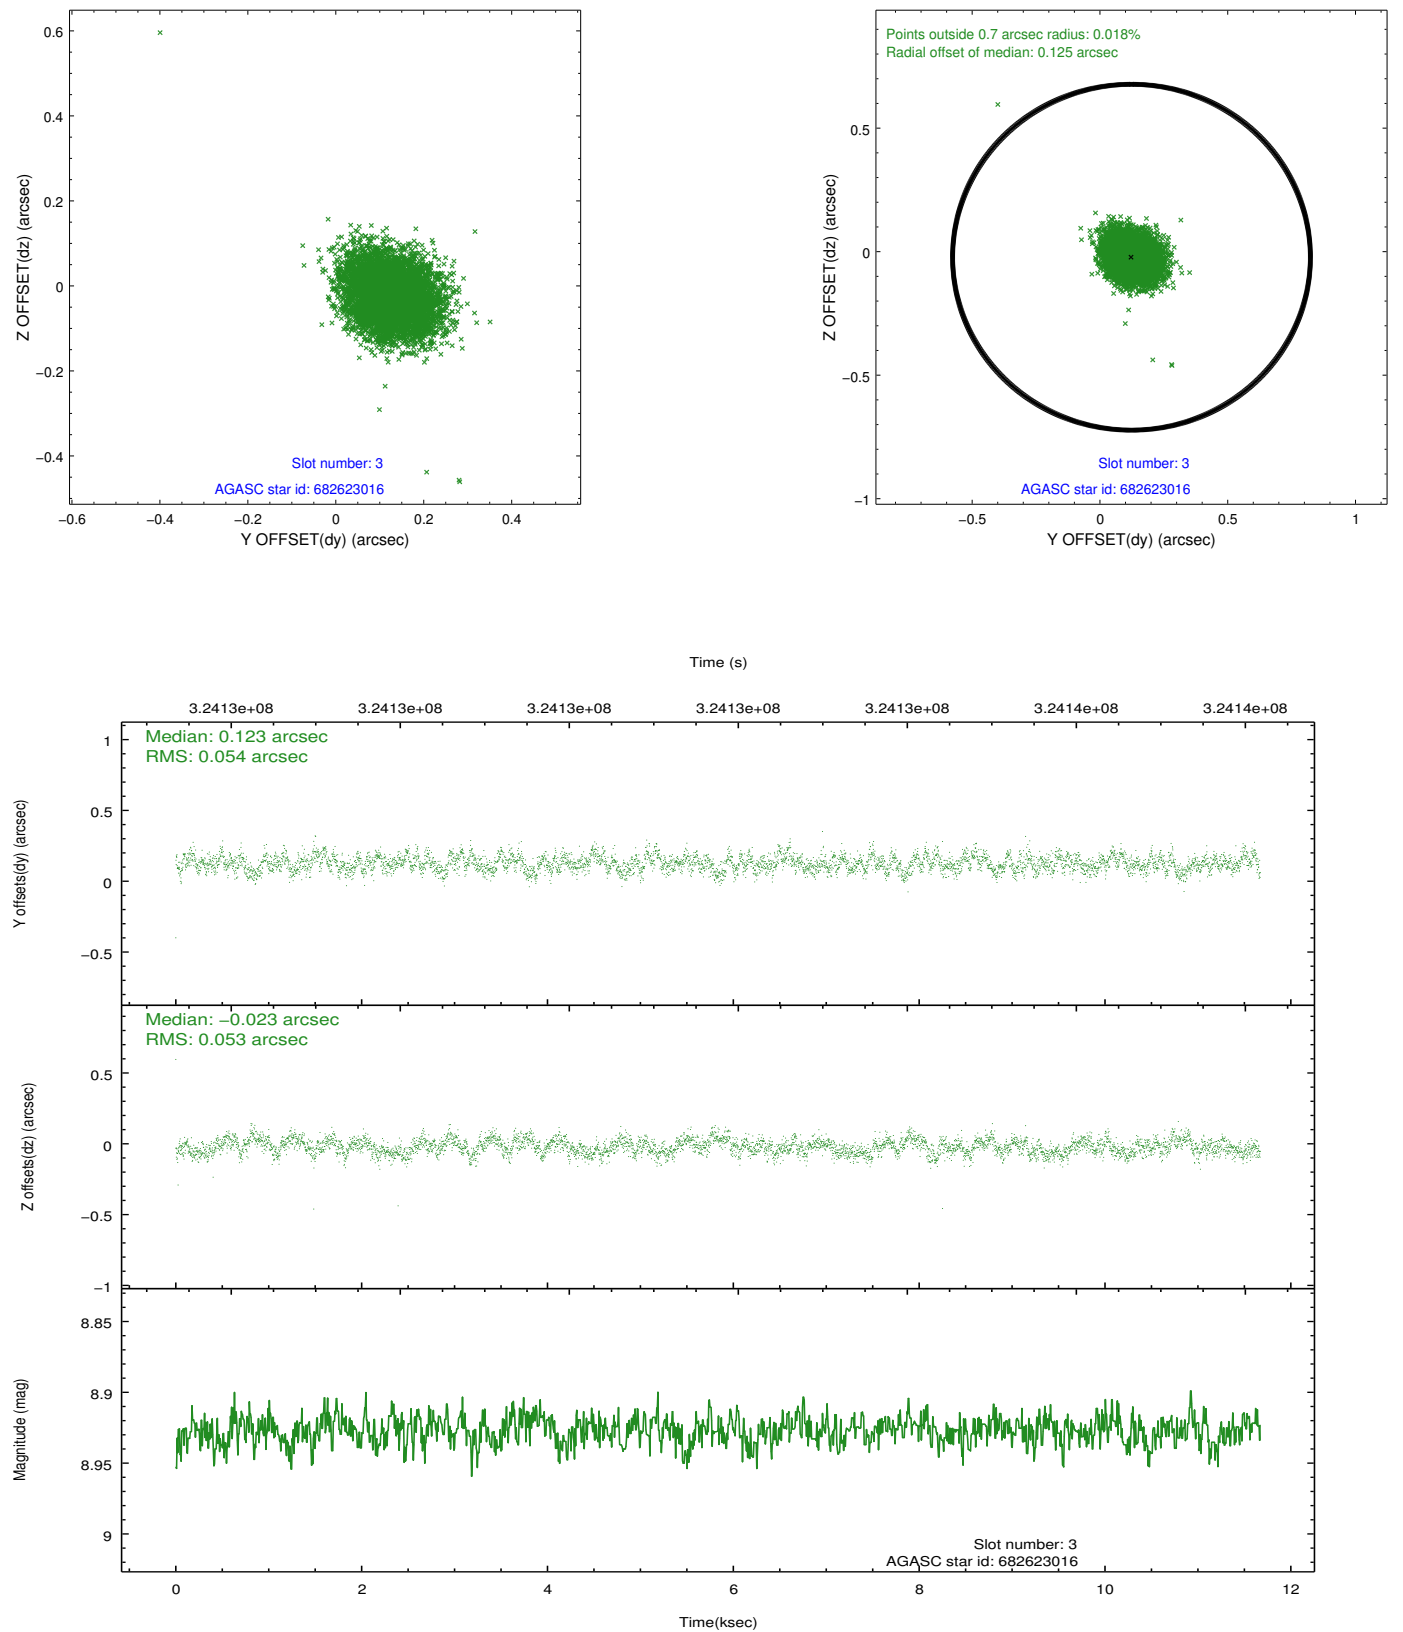 0.6
0.4
0.2
0
−0.2
−0.4
−0.6 −0.4 −0.2 0 0.2 0.4
Z OFFSET(dz) (arcsec)
Y OFFSET(dy) (arcsec)
Slot number: 3
AGASC star id: 682623016
Points outside 0.7 arcsec radius: 0.018%
Radial offset of median: 0.125 arcsec
0.5
0
−0.5
−1
−0.5 0 0.5 1
Z OFFSET(dz) (arcsec)
Y OFFSET(dy) (arcsec)
Slot number: 3
AGASC star id: 682623016
Time (s)
3.2413e+08 3.2413e+08 3.2413e+08 3.2413e+08 3.2413e+08 3.2414e+08 3.2414e+08
Median: 0.123 arcsec
RMS: 0.054 arcsec
1
0.5
0
−0.5
Y offsets(dy) (arcsec)
Median: −0.023 arcsec
RMS: 0.053 arcsec
0.5
0
−0.5
−1
Z offsets(dz) (arcsec)
8.85
8.9
8.95
9
Magnitude (mag)
Slot number: 3
AGASC star id: 682623016
0 2 4 6 8 10 12
Time(ksec)